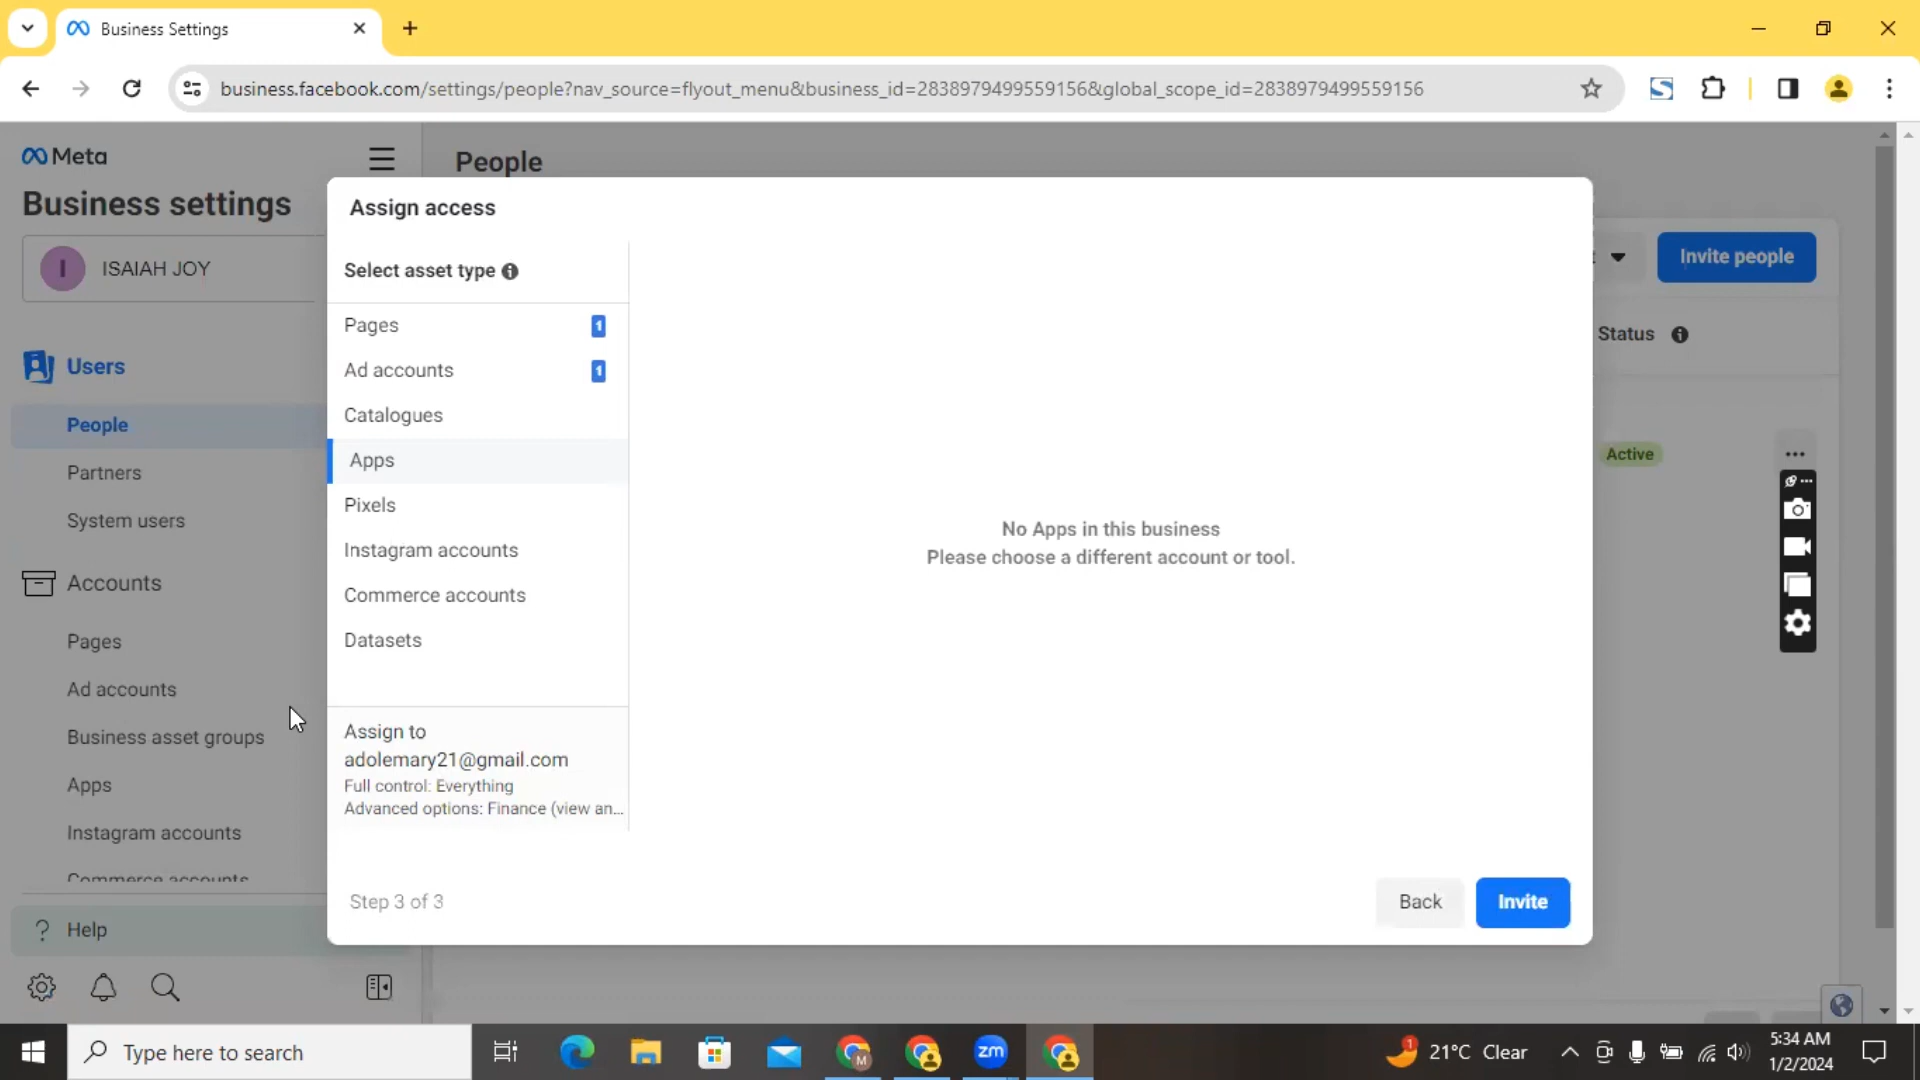 Business Settings
business.facebook.com/settings/people?nav_source=flyout_menu&business_id=2838979499559156&global_scope_id=2838979499559156
Meta
Business settings
I ISAIAH JOY
Users
People
Partners
System users
Accounts
Pages
Ad accounts
Business asset groups
Apps
Instagram accounts
Commerce accounts
? Help
People
Invite people
Status
Active
Assign access
Select asset type
Pages 1
Ad accounts 1
Catalogues
Apps
Pixels
Instagram accounts
Commerce accounts
Datasets
Assign to
adolemary21@gmail.com
Full control: Everything
Advanced options: Finance (view an...
No Apps in this business
Please choose a different account or tool.
Step 3 of 3
Back
Invite
Type here to search
M
zm
1
21°C Clear
5:34 AM
1/2/2024